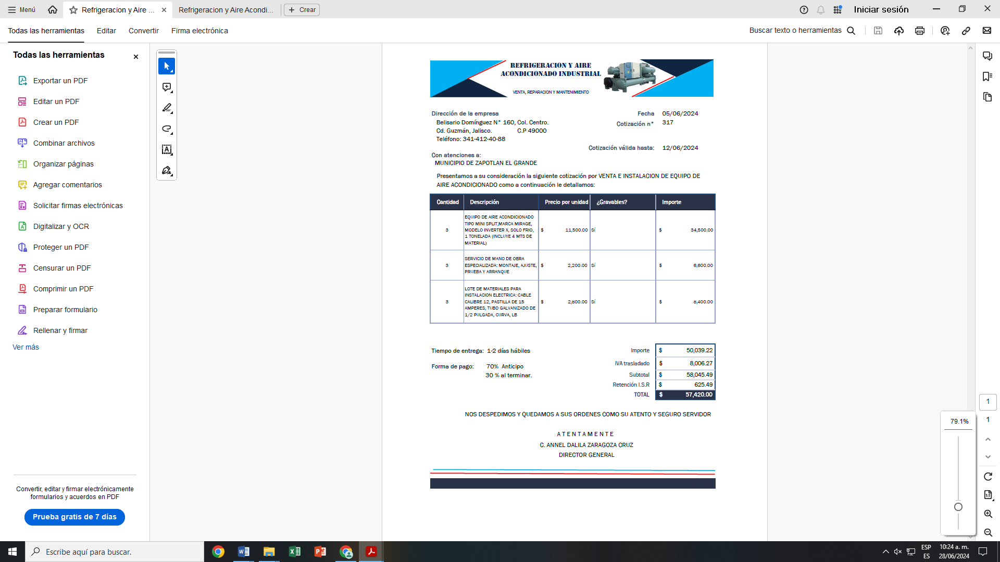 Menú
Refrigeracion y Aire ...
Refrigeracion y Aire Acondi...
Crear
Iniciar sesión
Todas las herramientas
Editar
Convertir
Firma electrónica
Buscar texto o herramientas
Todas las herramientas
Exportar un PDF
Editar un PDF
Crear un PDF
Combinar archivos
Organizar páginas
Agregar comentarios
Solicitar firmas electrónicas
Digitalizar y OCR
Proteger un PDF
Censurar un PDF
Comprimir un PDF
Preparar formulario
Rellenar y firmar
Ver más
Convertir, editar y firmar electrónicamente
formularios y acuerdos en PDF
Prueba gratis de 7 días
REFRIGERACION Y AIRE
ACONDICIONADO INDUSTRIAL
VENTA, REPARACION Y MANTENIMIENTO
Dirección de la empresa
Belisario Domínguez N° 160, Col. Centro.
Cd. Guzmán, Jalisco. C.P 49000
Teléfono: 341-412-40-88
Fecha 05/06/2024
Cotización n° 317
Cotización válida hasta: 12/06/2024
Con atenciones a:
MUNICIPIO DE ZAPOTLAN EL GRANDE
Presentamos a su consideración la siguiente cotización por VENTA E INSTALACION DE EQUIPO DE
AIRE ACONDICIONADO como a continuación le detallamos:
Cantidad Descripción Precio por unidad ¿Gravables? Importe
EQUIPO DE AIRE ACONDICIONADO
TIPO MINI SPLIT,MARCA MIRAGE,
3 MODELO INVERTER X, SOLO FRIO, $ 11,500.00 Sí $ 34,500.00
1 TONELADA (INCLUYE 4 MTS DE
MATERIAL)
SERVICIO DE MANO DE OBRA
3 ESPECIALIZADA: MONTAJE, AJUSTE, $ 2,200.00 Sí $ 6,600.00
PRUEBA Y ARRANQUE
LOTE DE MATERIALES PARA
INSTALACION ELECTRICA: CABLE
3 CALIBRE 12, PASTILLA DE 15 $ 2,800.00 Sí $ 8,400.00
AMPERES, TUBO GALVANIZADO DE
1/2 PULGADA, CURVA, LB
Tiempo de entrega: 1-2 días hábiles
Forma de pago: 70% Anticipo
30 % al terminar.
Importe $ 50,039.22
IVA trasladado $ 8,006.27
Subtotal $ 58,045.49
Retención I.S.R $ 625.49
TOTAL $ 57,420.00
NOS DESPEDIMOS Y QUEDAMOS A SUS ORDENES COMO SU ATENTO Y SEGURO SERVIDOR
A T E N T A M E N T E
C. ANNEL DALILA ZARAGOZA CRUZ
DIRECTOR GENERAL
1
1
79.1%
Escribe aquí para buscar.
ESP
ES
10:24 a. m.
28/06/2024